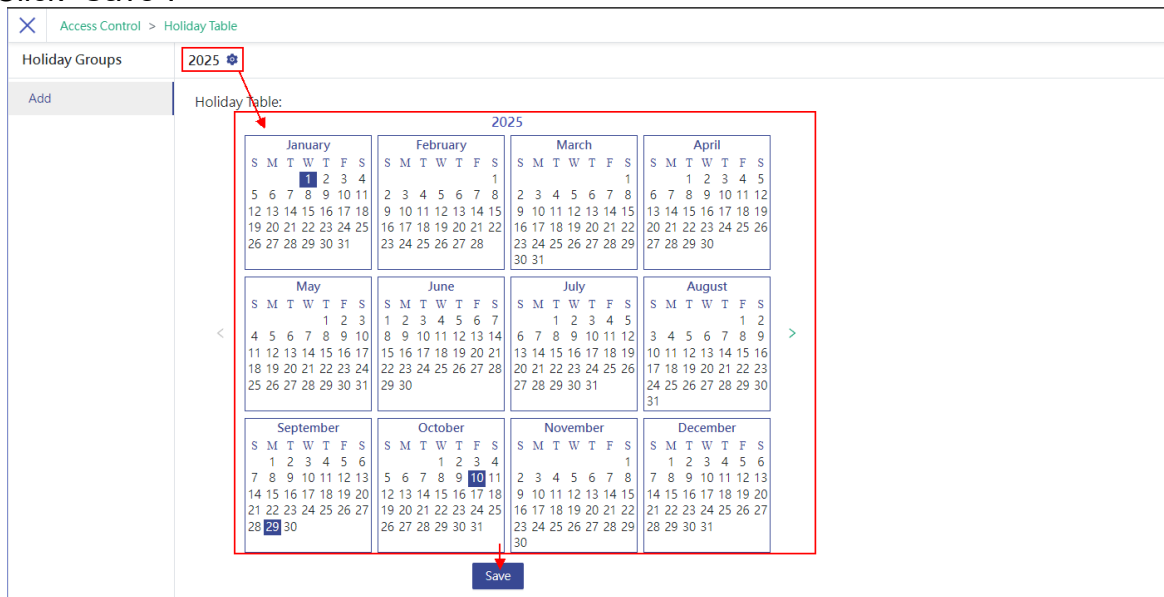 Access Control > Holiday Table
Holiday Groups
2025
Add
Holiday Table:
2025
January February March April
S M T W T F S S M T W T F S S M T W T F S S M T W T F S
1 2 3 4 1 1 1 2 3 4 5
5 6 7 8 9 10 11 2 3 4 5 6 7 8 2 3 4 5 6 7 8 6 7 8 9 10 11 12
12 13 14 15 16 17 18 9 10 11 12 13 14 15 9 10 11 12 13 14 15 13 14 15 16 17 18 19
19 20 21 22 23 24 25 16 17 18 19 20 21 22 16 17 18 19 20 21 22 20 21 22 23 24 25 26
26 27 28 29 30 31 23 24 25 26 27 28 23 24 25 26 27 28 29 27 28 29 30
30 31
May June July August
S M T W T F S S M T W T F S S M T W T F S S M T W T F S
1 2 3 1 2 3 4 5 6 7 1 2 3 4 5 1 2
4 5 6 7 8 9 10 8 9 10 11 12 13 14 6 7 8 9 10 11 12 3 4 5 6 7 8 9
11 12 13 14 15 16 17 15 16 17 18 19 20 21 13 14 15 16 17 18 19 10 11 12 13 14 15 16
18 19 20 21 22 23 24 22 23 24 25 26 27 28 20 21 22 23 24 25 26 17 18 19 20 21 22 23
25 26 27 28 29 30 31 29 30 27 28 29 30 31 24 25 26 27 28 29 30
31
< >
September October November December
S M T W T F S S M T W T F S S M T W T F S S M T W T F S
1 2 3 4 5 6 1 2 3 4 1 1 2 3 4 5 6
7 8 9 10 11 12 13 5 6 7 8 9 10 11 2 3 4 5 6 7 8 7 8 9 10 11 12 13
14 15 16 17 18 19 20 12 13 14 15 16 17 18 9 10 11 12 13 14 15 14 15 16 17 18 19 20
21 22 23 24 25 26 27 19 20 21 22 23 24 25 16 17 18 19 20 21 22 21 22 23 24 25 26 27
28 29 30 26 27 28 29 30 31 23 24 25 26 27 28 29 28 29 30 31
30
Save